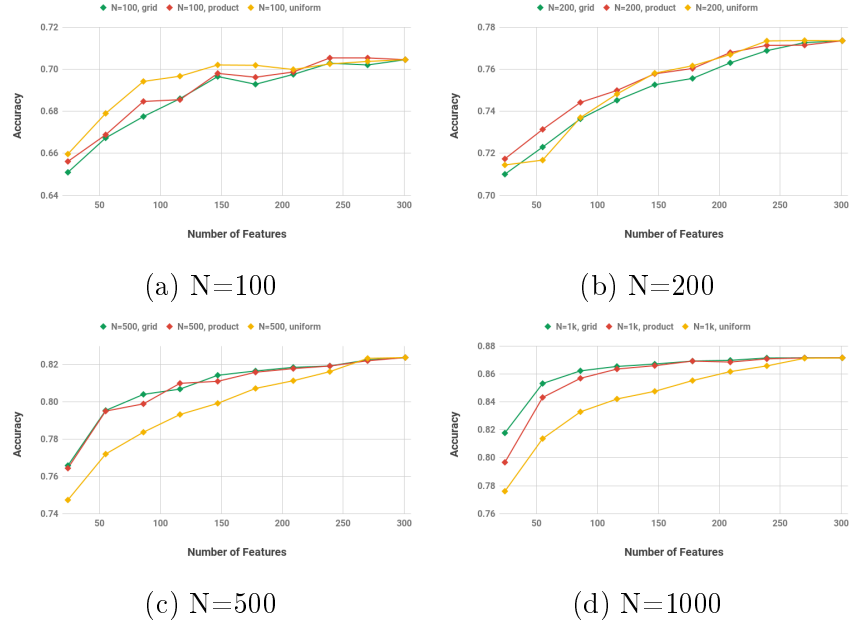 N=100, grid N=100, product N=100, uniform
0.72
0.70
0.68
0.66
0.64
Accuracy
50 100 150 200 250 300
Number of Features
(a) N=100
N=200, grid N=200, product N=200, uniform
0.78
0.76
0.74
0.72
0.70
Accuracy
50 100 150 200 250 300
Number of Features
(b) N=200
N=500, grid N=500, product N=500, uniform
0.82
0.80
0.78
0.76
0.74
Accuracy
50 100 150 200 250 300
Number of Features
(c) N=500
N=1k, grid N=1k, product N=1k, uniform
0.88
0.86
0.84
0.82
0.80
0.78
0.76
Accuracy
50 100 150 200 250 300
Number of Features
(d) N=1000